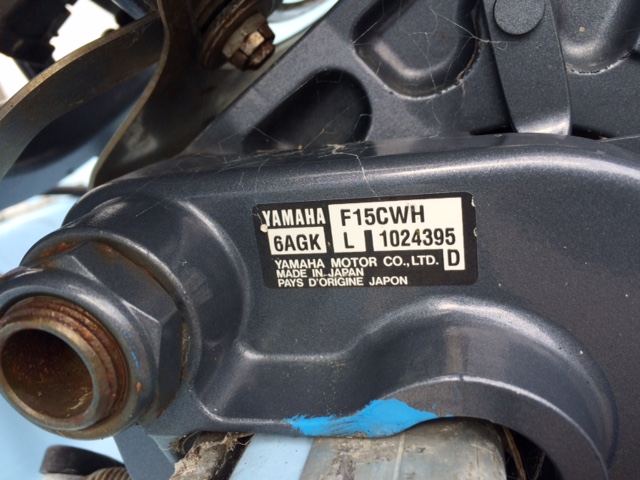 YAMAHA F15CWH
6AGK L 1024395
YAMAHA MOTOR CO., LTD. D
MADE IN JAPAN
PAYS D'ORIGINE JAPON